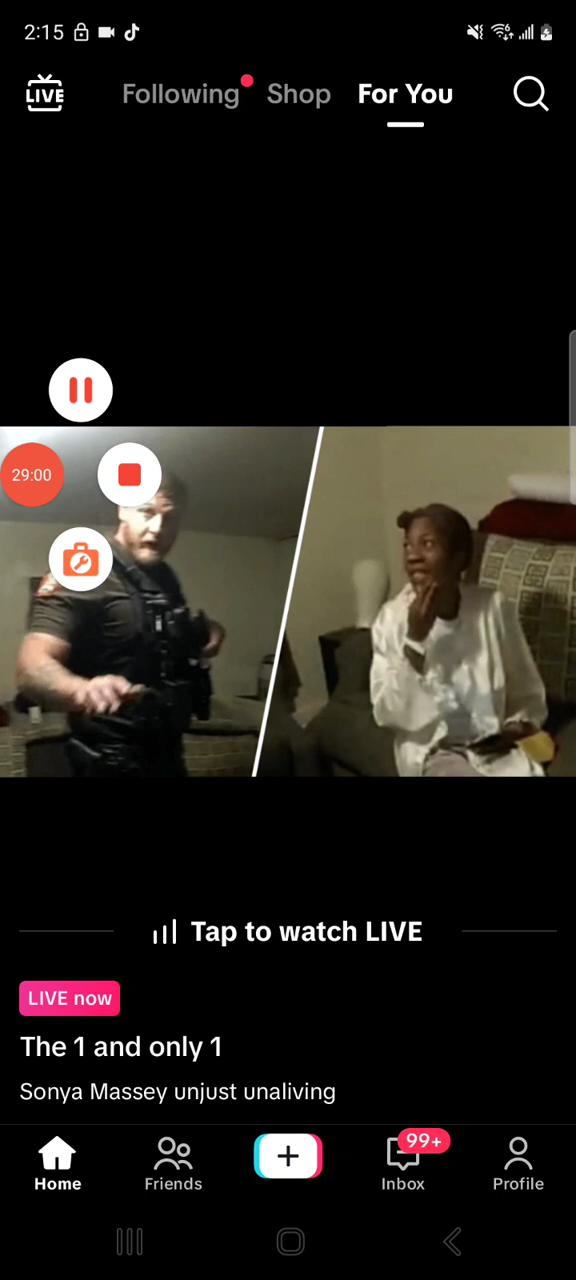 2:15
LIVE
Following
Shop
For You
29:00
Tap to watch LIVE
LIVE now
The 1 and only 1
Sonya Massey unjust unaliving
99+
Home
Friends
Inbox
Profile